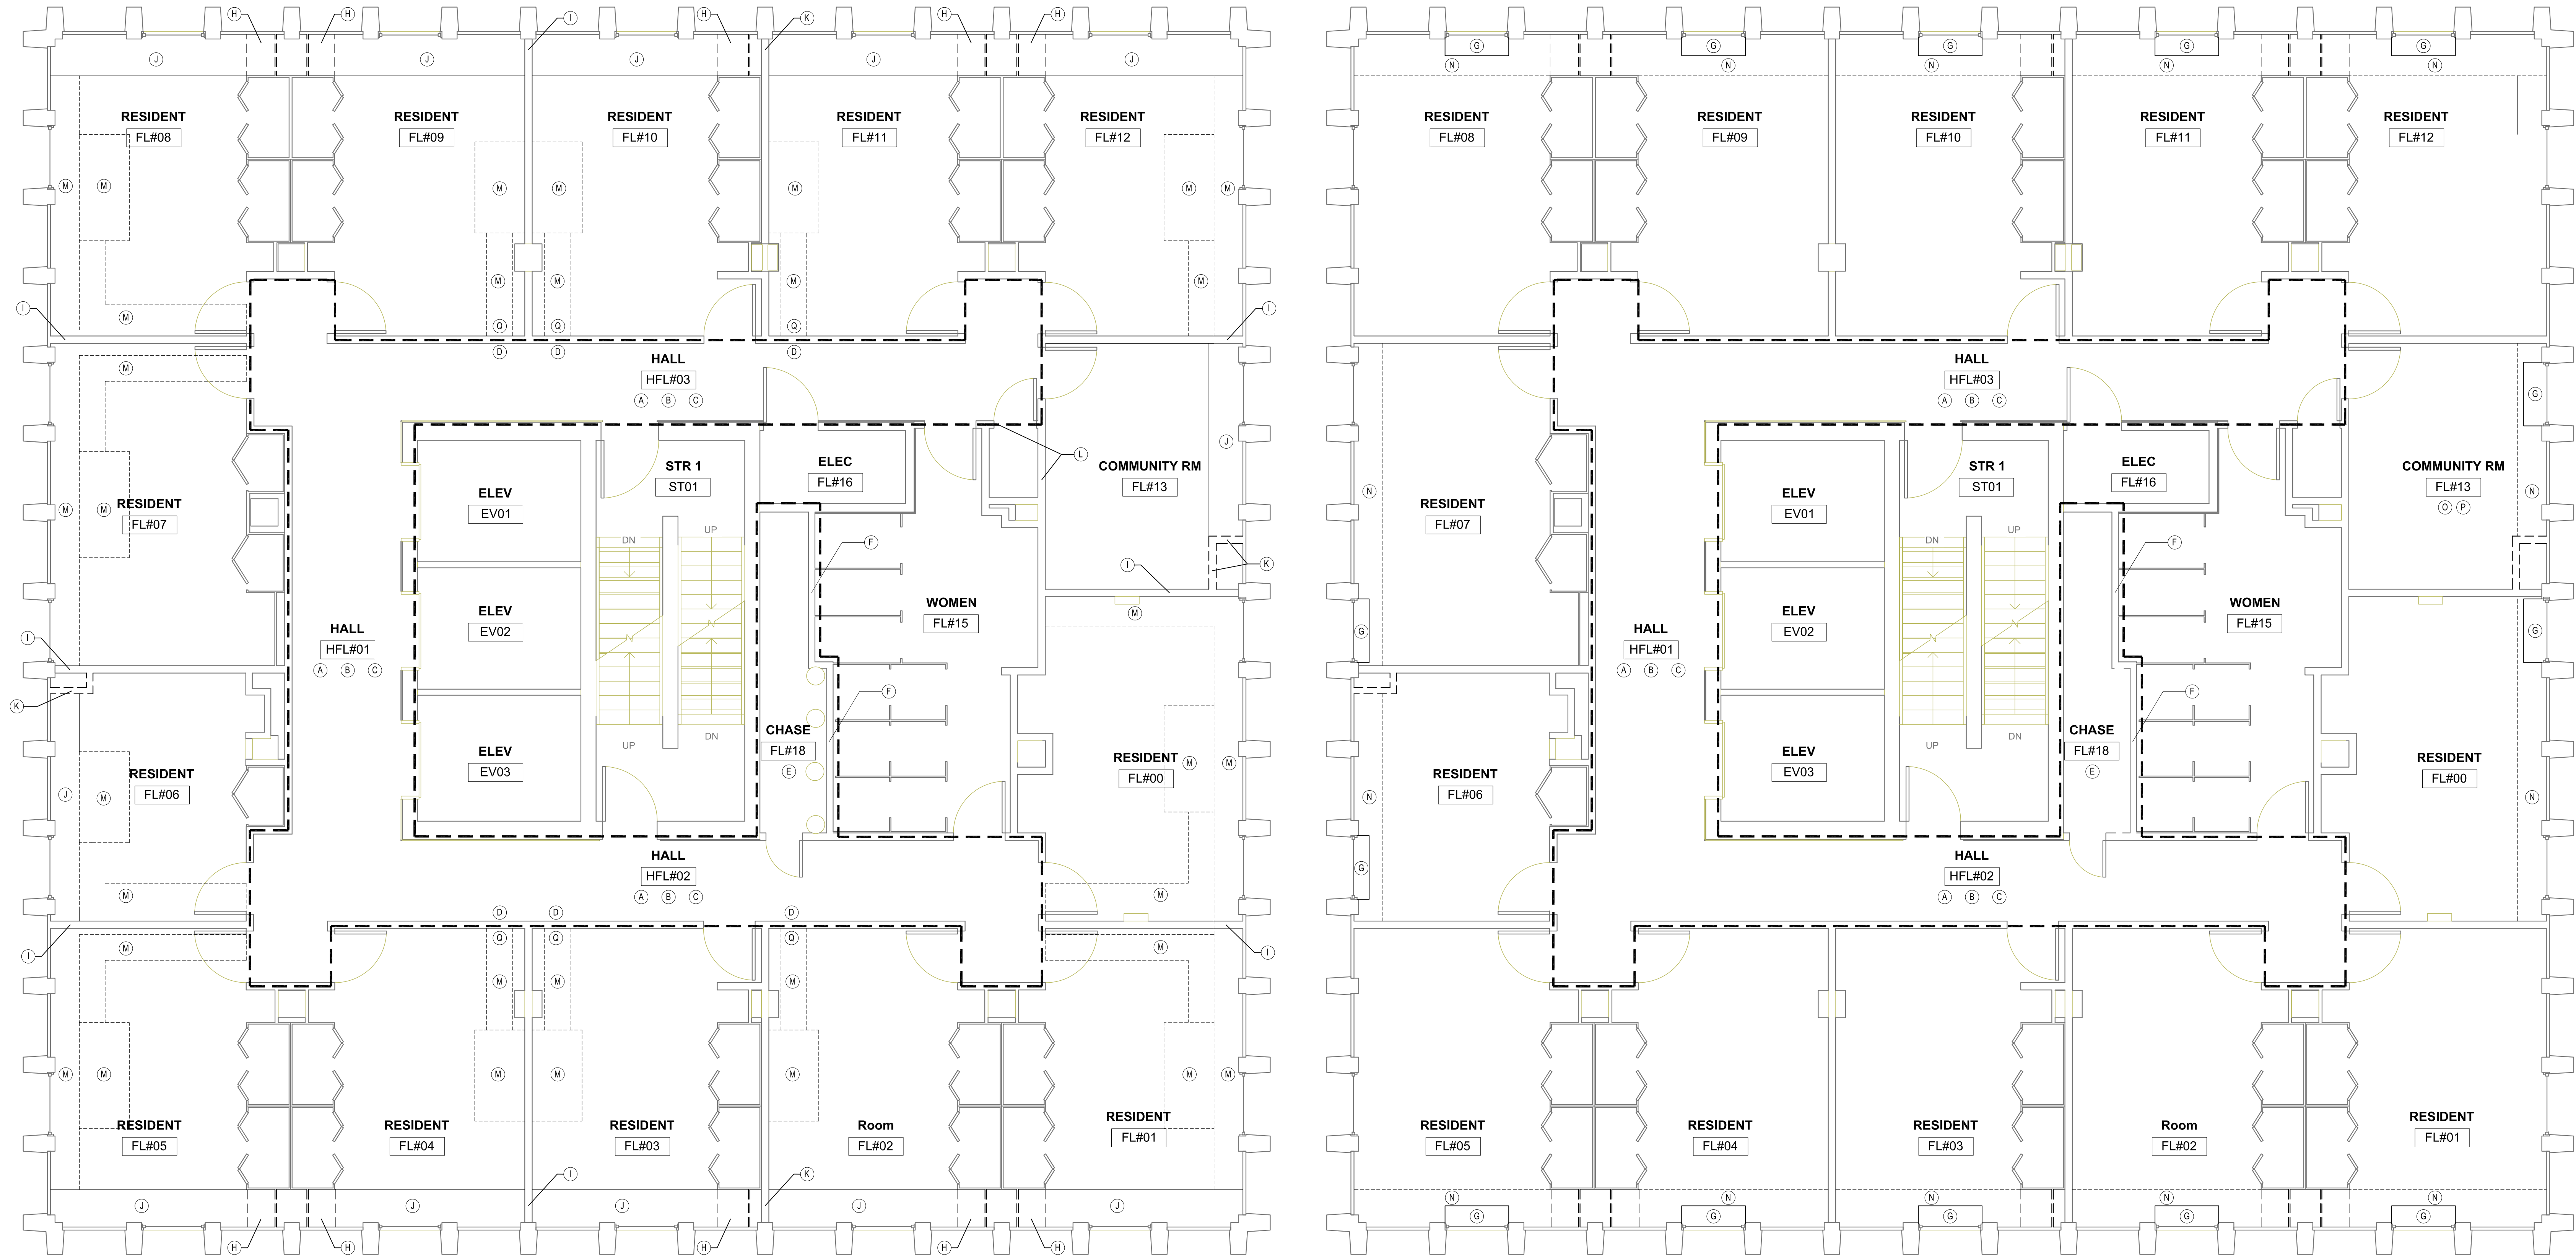 H H I H K H H
J J J J J
RESIDENT RESIDENT RESIDENT RESIDENT RESIDENT
FL#08 FL#09 FL#10 FL#11 FL#12
M M M M M M M
M M M M
I M Q Q Q I
D D D
HALL
HFL#03
A B C
M
J
L
STR 1
ST01
ELEC
FL#16
COMMUNITY RM
FL#13
ELEV
EV01
RESIDENT
FL#07
M M
DN UP
F
I K
ELEV
EV02
WOMEN
FL#15
M
HALL
HFL#01
A B C
I
K
F
CHASE
FL#18
E
UP DN
ELEV
EV03
RESIDENT
FL#00
M M
RESIDENT
FL#06
J M
HALL
HFL#02
A B C
M M
D D D
I M Q Q Q M I
M M M
M M M M M M M
RESIDENT RESIDENT RESIDENT Room RESIDENT
FL#05 FL#04 FL#03 FL#02 FL#01
I K
J J J J J
H H H H H
G G G G G
N N N N N
RESIDENT RESIDENT RESIDENT RESIDENT RESIDENT
FL#08 FL#09 FL#10 FL#11 FL#12
HALL
HFL#03
A B C
G
STR 1
ST01
ELEC
FL#16
COMMUNITY RM
FL#13
O P
N
ELEV
EV01
N
RESIDENT
FL#07
DN UP
F
ELEV
EV02
WOMEN
FL#15
G G
HALL
HFL#01
A B C
F
CHASE
FL#18
E
UP DN
ELEV
EV03
RESIDENT
FL#00
N
RESIDENT
FL#06
N
G
HALL
HFL#02
A B C
RESIDENT RESIDENT RESIDENT Room RESIDENT
FL#05 FL#04 FL#03 FL#02 FL#01
N N N N N
G G G G G